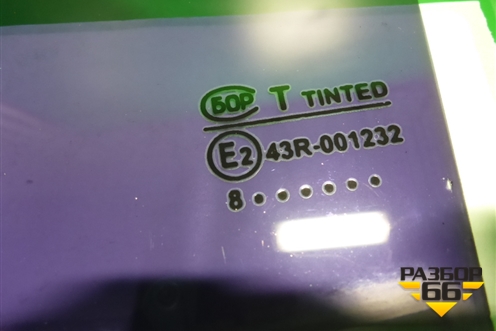 БОР T TINTED
E2 43R-001232
8 ● ● ● ● ● ●
РАЗБОР
66